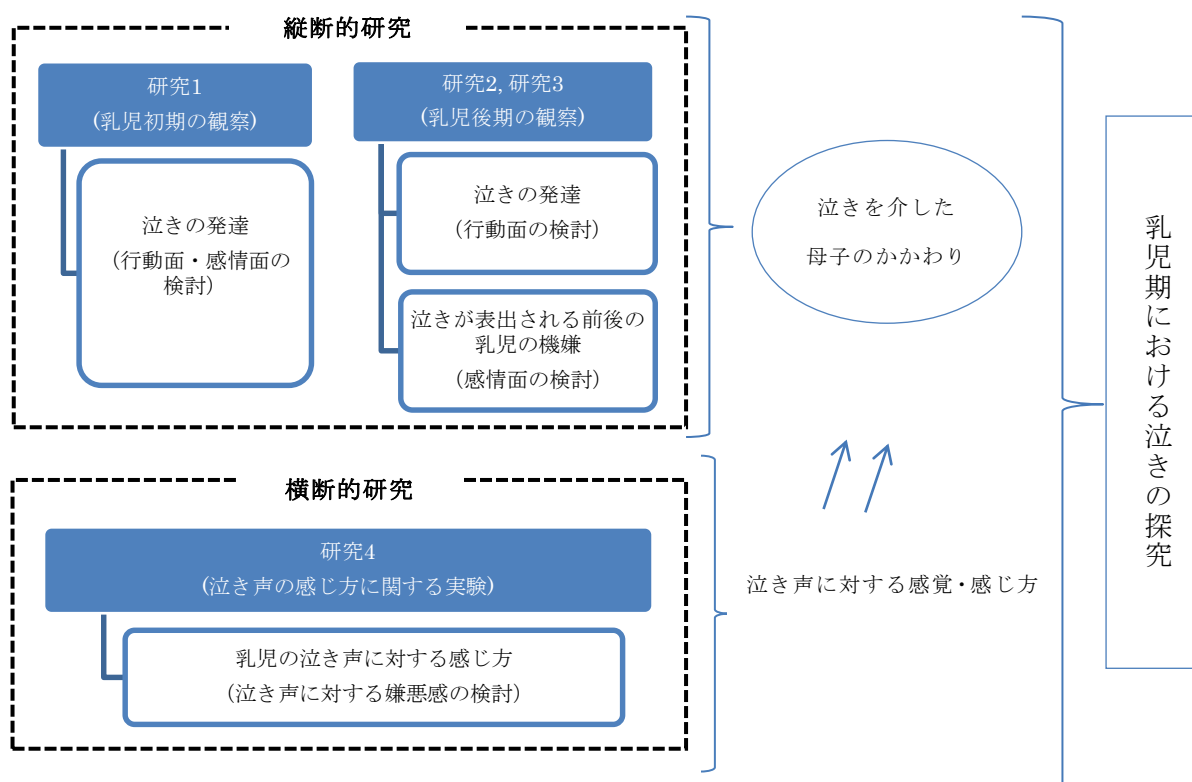 縦断的研究
研究1
(乳児初期の観察)
泣きの発達
(行動面・感情面の
検討)
研究2, 研究3
(乳児後期の観察)
泣きの発達
(行動面の検討)
泣きが表出される前後の
乳児の機嫌
(感情面の検討)
泣きを介した
母子のかかわり
横断的研究
研究4
(泣き声の感じ方に関する実験)
乳児の泣き声に対する感じ方
(泣き声に対する嫌悪感の検討)
泣き声に対する感覚・感じ方
乳児期における泣きの探究